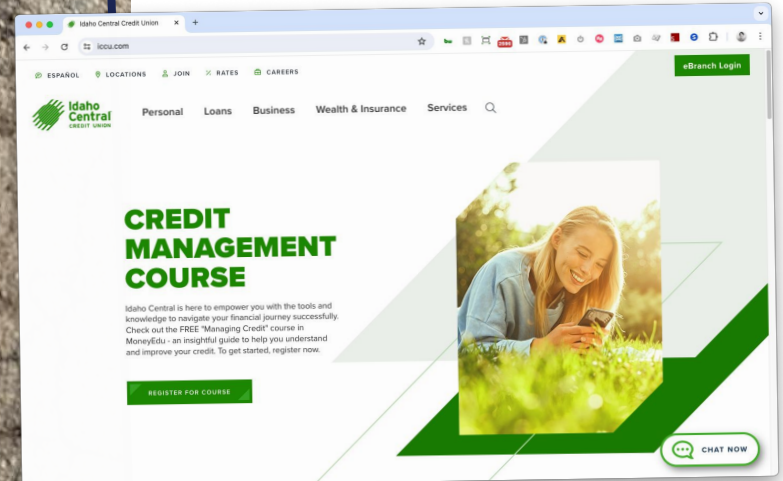 Idaho Central Credit Union
iccu.com
ESPAÑOL LOCATIONS JOIN RATES CAREERS
eBranch Login
Idaho
Central
CREDIT UNION
Personal Loans Business Wealth & Insurance Services
CREDIT
MANAGEMENT
COURSE
Idaho Central is here to empower you with the tools and
knowledge to navigate your financial journey successfully.
Check out the FREE "Managing Credit" course in
MoneyEdu - an insightful guide to help you understand
and improve your credit. To get started, register now.
REGISTER FOR COURSE
CHAT NOW